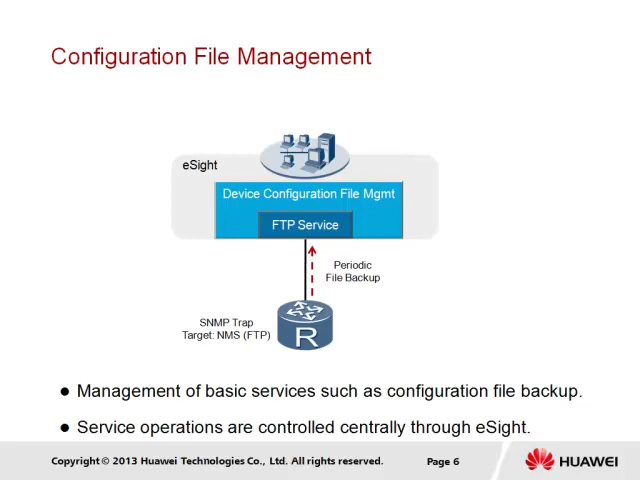 Configuration File Management
eSight
Device Configuration File Mgmt
FTP Service
Periodic
File Backup
SNMP Trap
Target: NMS (FTP)
R
● Management of basic services such as configuration file backup.
● Service operations are controlled centrally through eSight.
Copyright © 2013 Huawei Technologies Co., Ltd. All rights reserved.
Page 6
HUAWEI